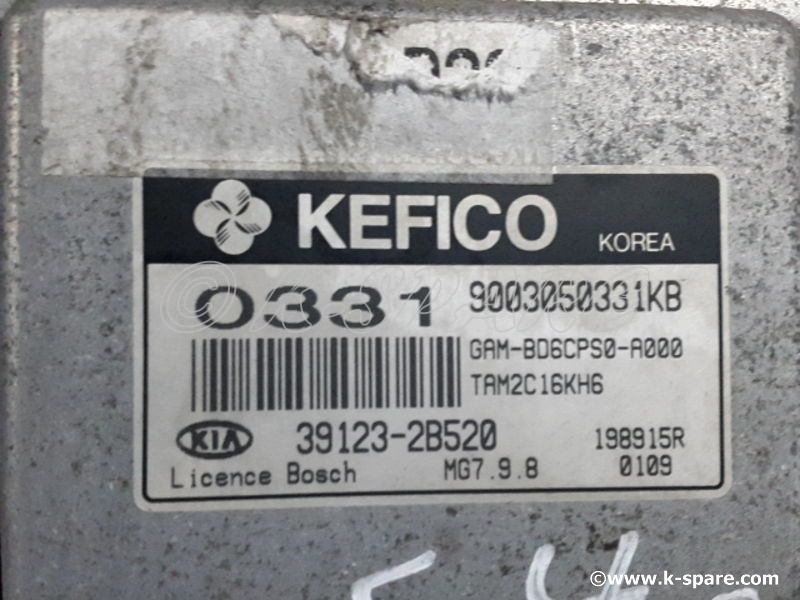 KEFICO KOREA
0331 9003050331KB
GAM-BD6CPS0-A000
TAM2C16KH6
KIA 39123-2B520 198915R
Licence Bosch MG7.9.8 0109
©www.k-spare.com